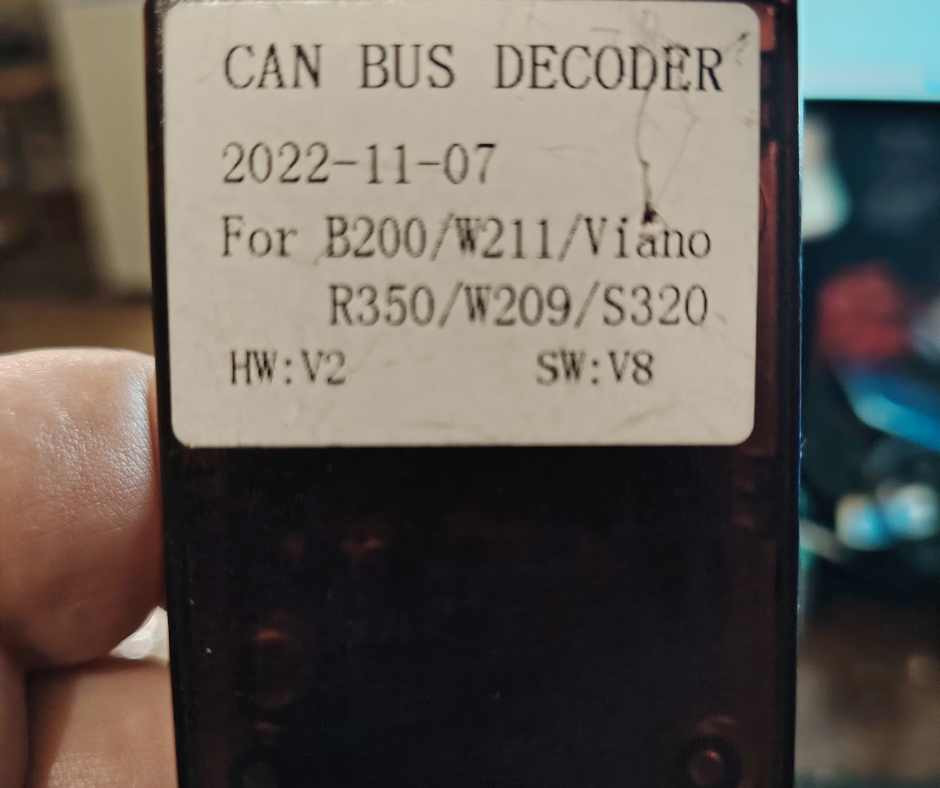 CAN BUS DECODER
2022-11-07
For B200/W211/Viano
R350/W209/S320
HW:V2 SW:V8